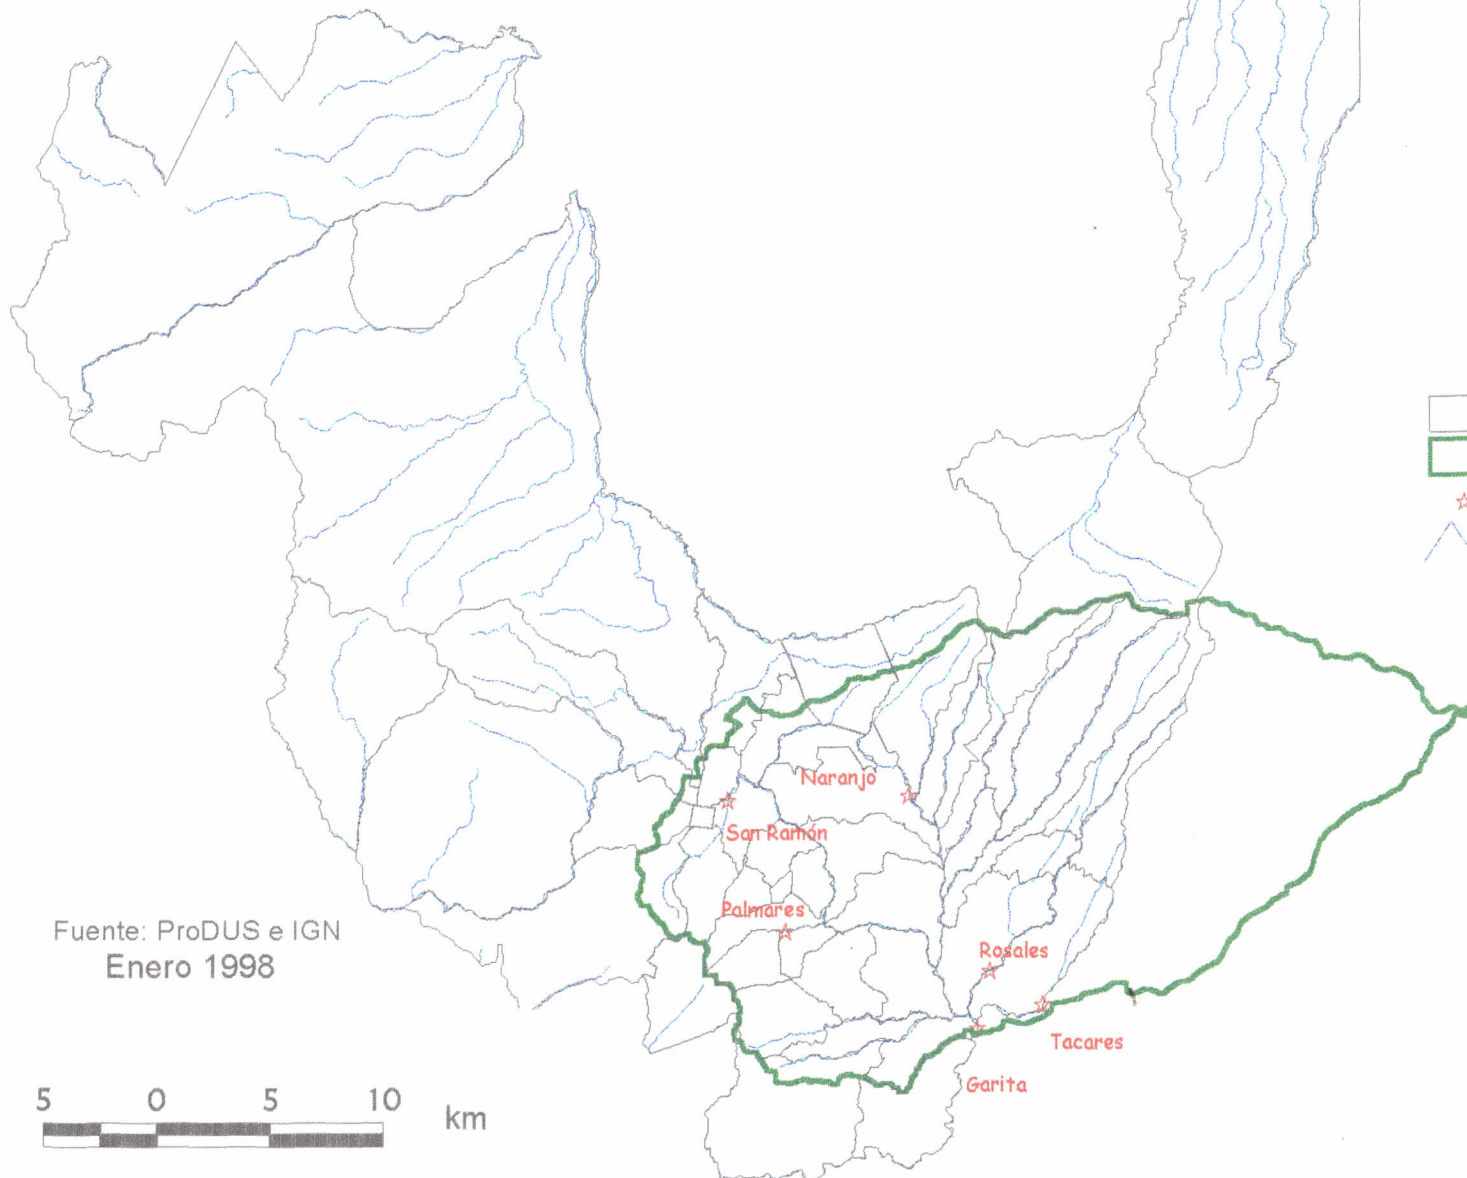 Naranjo
San Ramón
Palmares
Rosales
Tacares
Garita
Fuente: ProDUS e IGN
Enero 1998
5 0 5 10 km